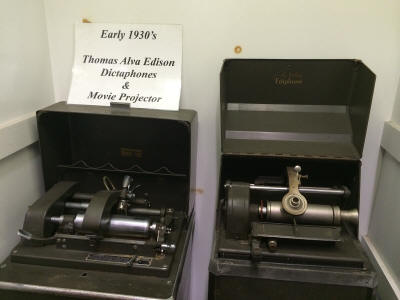 Early 1930's
Thomas Alva Edison
Dictaphones
&
Movie Projector